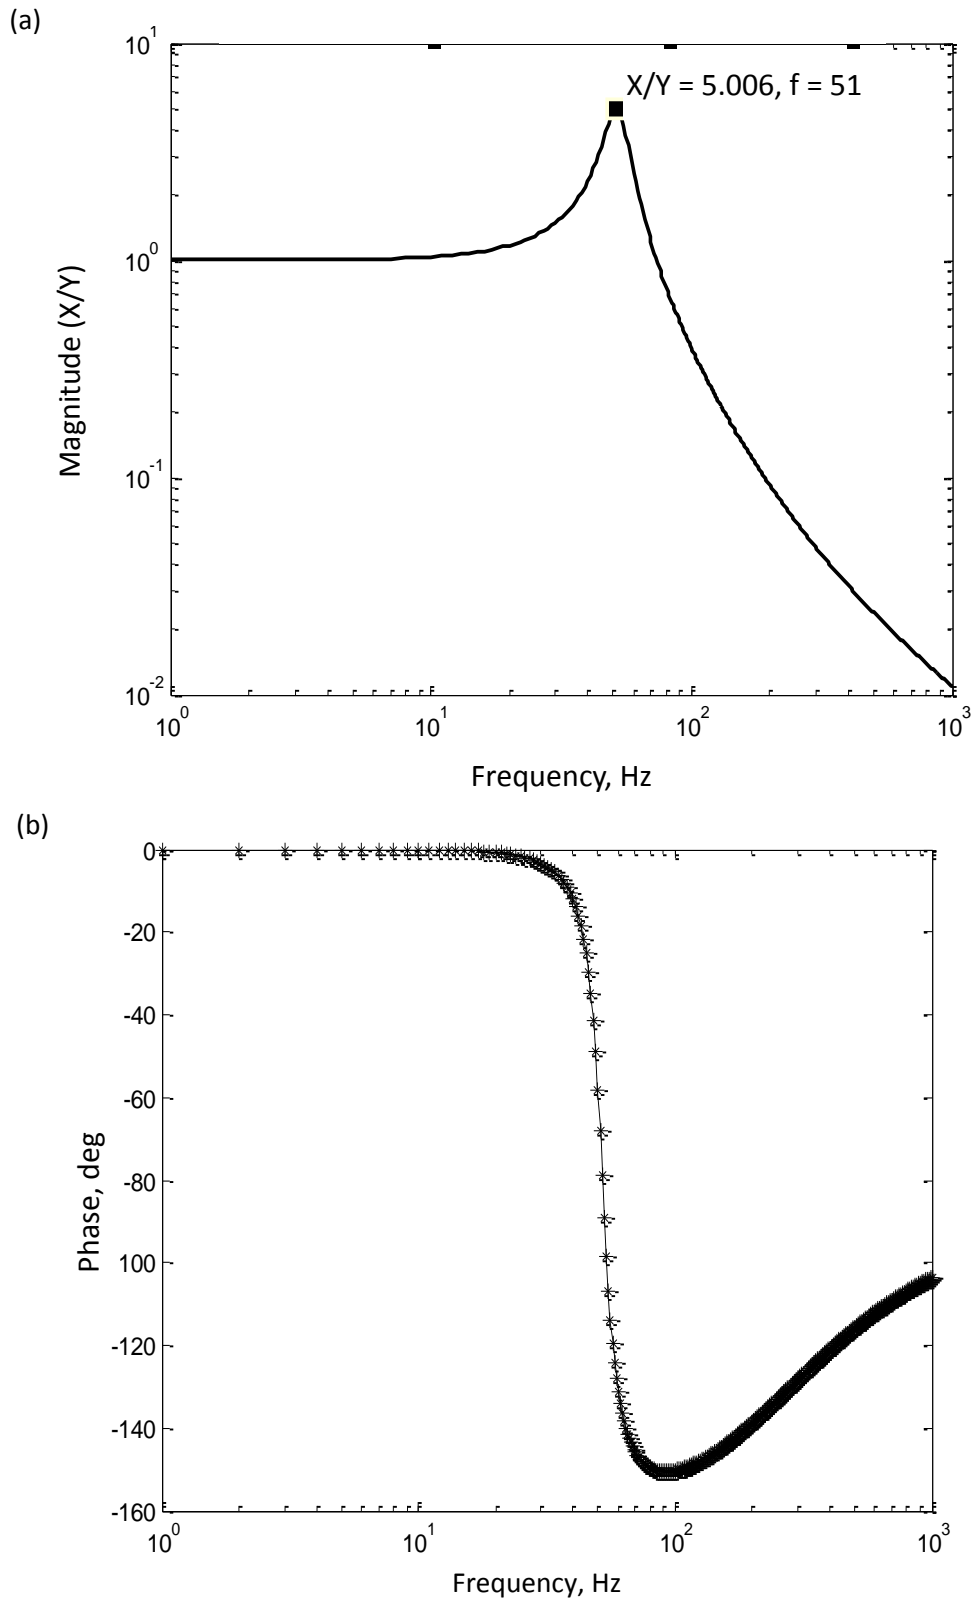 (a)
10^1
X/Y = 5.006, f = 51
10^0
Magnitude (X/Y)
10^-1
10^-2
10^0 10^1 10^2 10^3
Frequency, Hz
(b)
0
-20
-40
-60
-80
Phase, deg
100
-120
-140
-160
10^0 10^1 10^2 10^3
Frequency, Hz